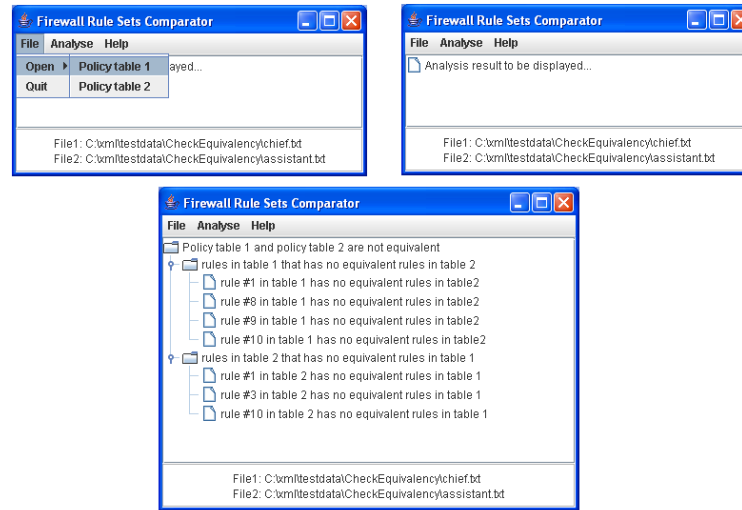 Firewall Rule Sets Comparator
File Analyse Help
Open Policy table 1 ayed...
Quit Policy table 2
File1: C:\xml\testdata\CheckEquivalency\chief.txt
File2: C:\xml\testdata\CheckEquivalency\assistant.txt
Firewall Rule Sets Comparator
File Analyse Help
Analysis result to be displayed...
File1: C:\xml\testdata\CheckEquivalency\chief.txt
File2: C:\xml\testdata\CheckEquivalency\assistant.txt
Firewall Rule Sets Comparator
File Analyse Help
Policy table 1 and policy table 2 are not equivalent
rules in table 1 that has no equivalent rules in table 2
rule #1 in table 1 has no equivalent rules in table2
rule #8 in table 1 has no equivalent rules in table2
rule #9 in table 1 has no equivalent rules in table2
rule #10 in table 1 has no equivalent rules in table2
rules in table 2 that has no equivalent rules in table 1
rule #1 in table 2 has no equivalent rules in table 1
rule #3 in table 2 has no equivalent rules in table 1
rule #10 in table 2 has no equivalent rules in table 1
File1: C:\xml\testdata\CheckEquivalency\chief.txt
File2: C:\xml\testdata\CheckEquivalency\assistant.txt